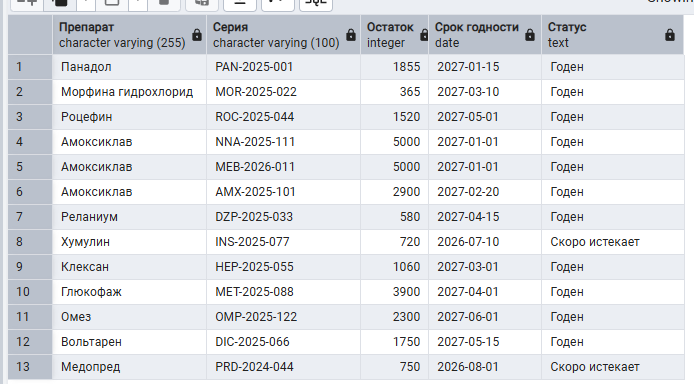 SQL
Showin
Препарат Серия Остаток Срок годности Статус
character varying (255) character varying (100) integer date text
1 Панадол PAN-2025-001 1855 2027-01-15 Годен
2 Морфина гидрохлорид MOR-2025-022 365 2027-03-10 Годен
3 Роцефин ROC-2025-044 1520 2027-05-01 Годен
4 Амоксиклав NNA-2025-111 5000 2027-01-01 Годен
5 Амоксиклав MEB-2026-011 5000 2027-01-01 Годен
6 Амоксиклав AMX-2025-101 2900 2027-02-20 Годен
7 Реланиум DZP-2025-033 580 2027-04-15 Годен
8 Хумулин INS-2025-077 720 2026-07-10 Скоро истекает
9 Клексан HEP-2025-055 1060 2027-03-01 Годен
10 Глюкофаж MET-2025-088 3900 2027-04-01 Годен
11 Омез OMP-2025-122 2300 2027-06-01 Годен
12 Вольтарен DIC-2025-066 1750 2027-05-15 Годен
13 Медопред PRD-2024-044 750 2026-08-01 Скоро истекает